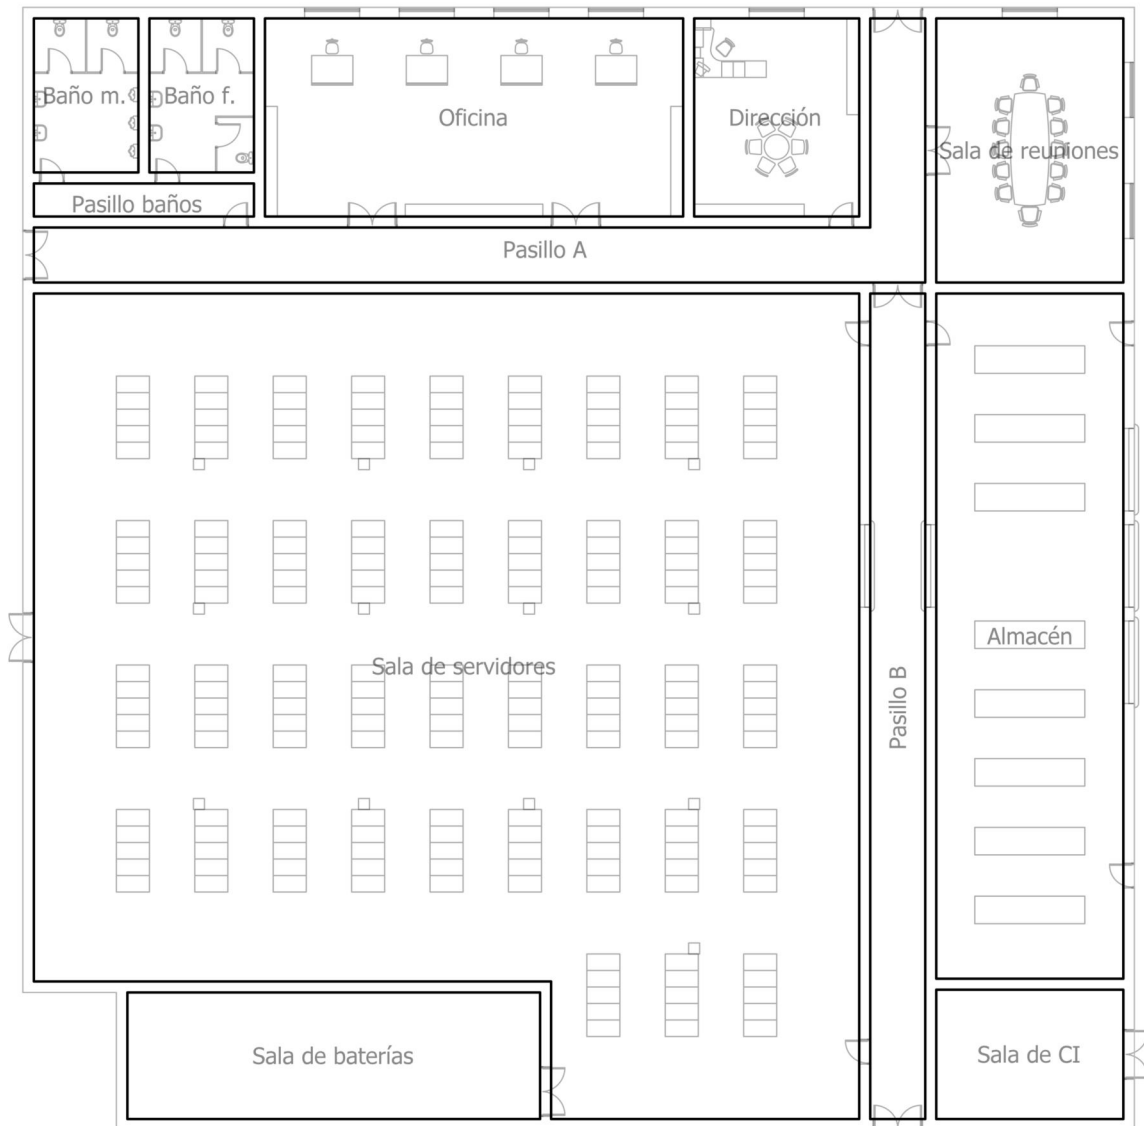 Baño m.
Baño f.
Oficina
Dirección
Sala de reuniones
Pasillo baños
Pasillo A
Almacén
Sala de servidores
Pasillo B
Sala de baterías
Sala de CI